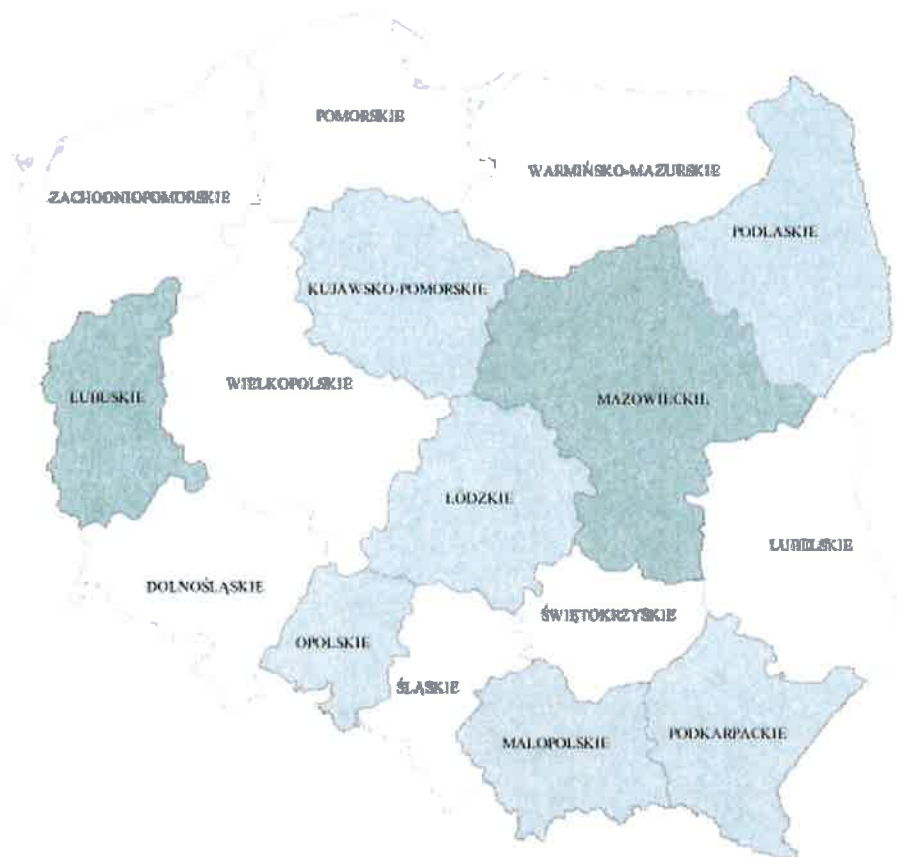 POMORSKIE
WARMIŃSKO-MAZURSKIE
ZACHODNIOPOMORSKIE
PODLASKIE
KUJAWSKO-POMORSKIE
WIELKOPOLSKIE
LUBUSKIE
MAZOWIECKIE
ŁÓDZKIE
LUBELSKIE
DOLNOŚLĄSKIE
ŚWIĘTOKRZYSKIE
OPOLSKIE
ŚLĄSKIE
PODKARPACKIE
MAŁOPOLSKIE